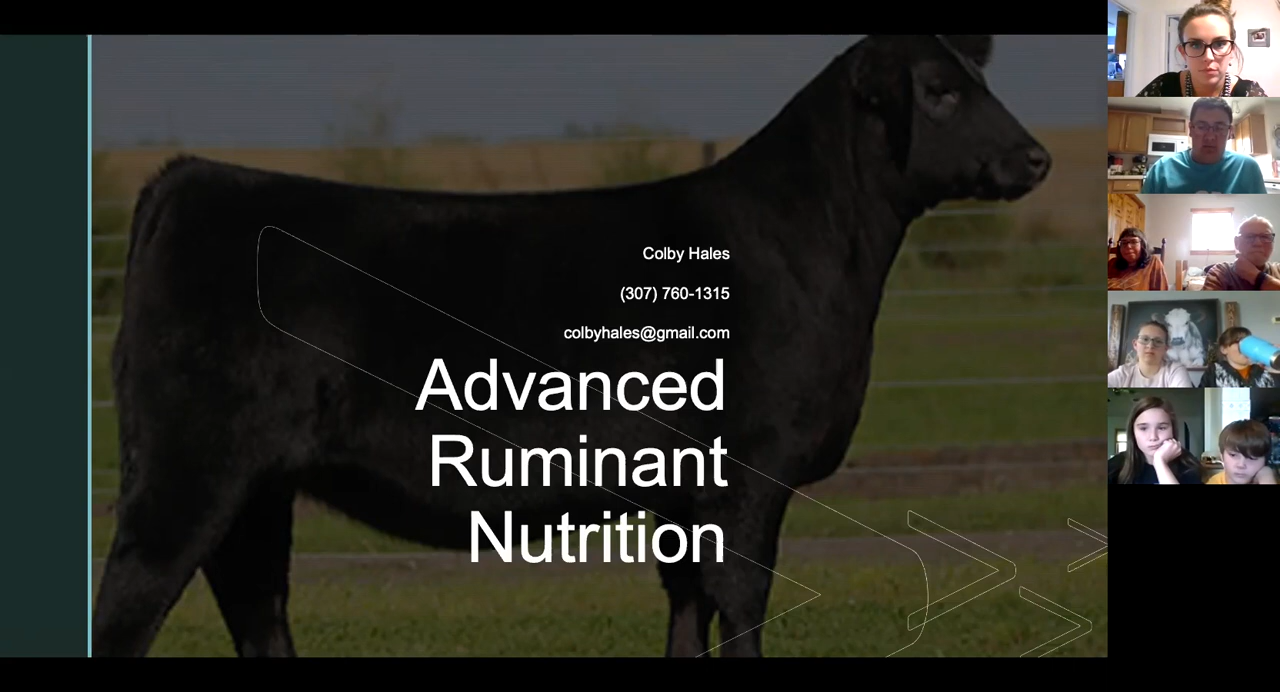 Colby Hales
(307) 760-1315
colbyhales@gmail.com
Advanced
Ruminant
Nutrition